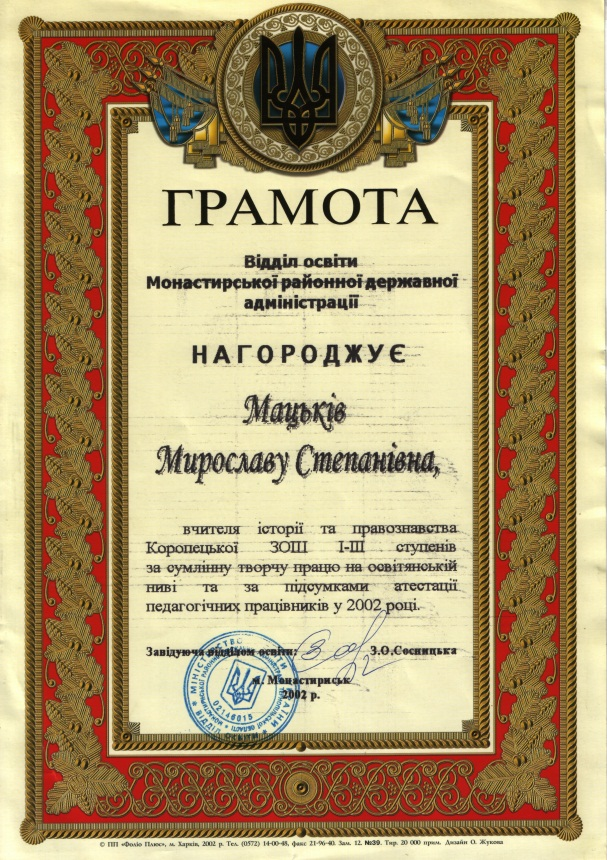 ГРАМОТА
Відділ освіти
Монастирської районної державної
адміністрації
НАГОРОДЖУЄ
Мацьків
Мирославу Степанівна,
вчителя історії та правознавства
Коропецької ЗОШ І-ІІІ ступенів
за сумлінну творчу працю на освітянській
ниві та за підсумками атестації
педагогічних працівників у 2002 році.
Завідуюча відділом освіти: З.О.Сосницька
м. Монастириськ
2002 р.
02146015
© ПП «Фоліо Плюс», м. Харків, 2002 р. Тел. (0572) 14-00-45, факс 21-96-40. Зам. 12. №39. Тир. 20 000 прим. Дизайн О. Жукова